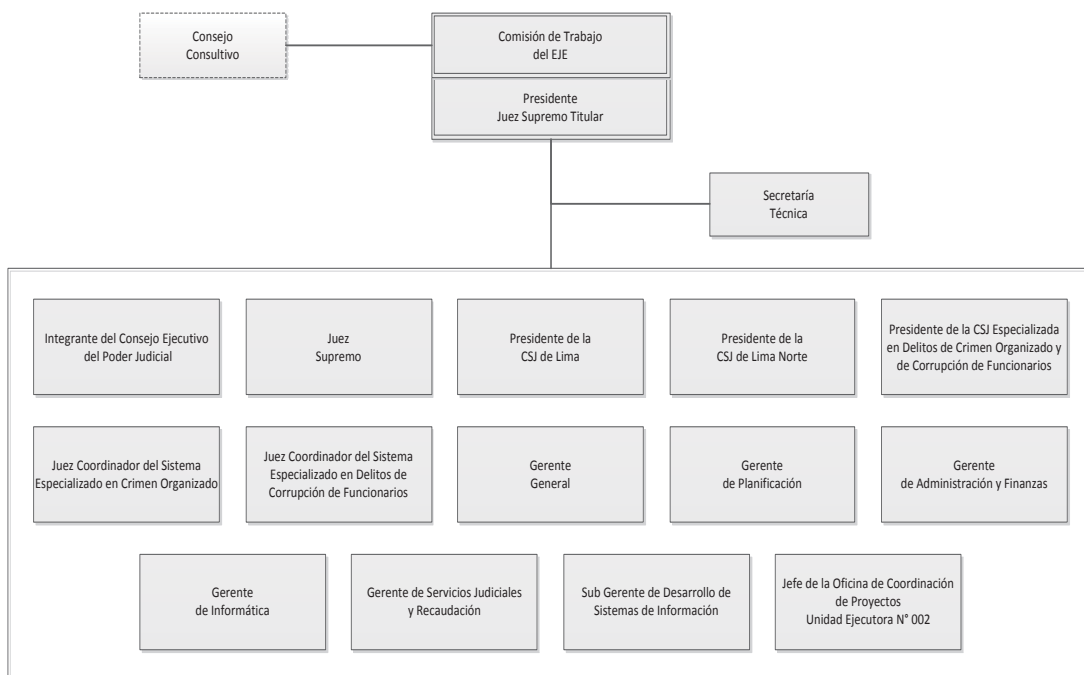 Consejo
Consultivo
Comisión de Trabajo
del EJE
Presidente
Juez Supremo Titular
Secretaría
Técnica
Integrante del Consejo Ejecutivo
del Poder Judicial
Juez
Supremo
Presidente de la
CSJ de Lima
Presidente de la
CSJ de Lima Norte
Presidente de la CSJ Especializada
en Delitos de Crimen Organizado y
de Corrupción de Funcionarios
Juez Coordinador del Sistema
Especializado en Crimen Organizado
Juez Coordinador del Sistema
Especializado en Delitos de
Corrupción de Funcionarios
Gerente
General
Gerente
de Planificación
Gerente
de Administración y Finanzas
Gerente
de Informática
Gerente de Servicios Judiciales
y Recaudación
Sub Gerente de Desarrollo de
Sistemas de Información
Jefe de la Oficina de Coordinación
de Proyectos
Unidad Ejecutora N° 002